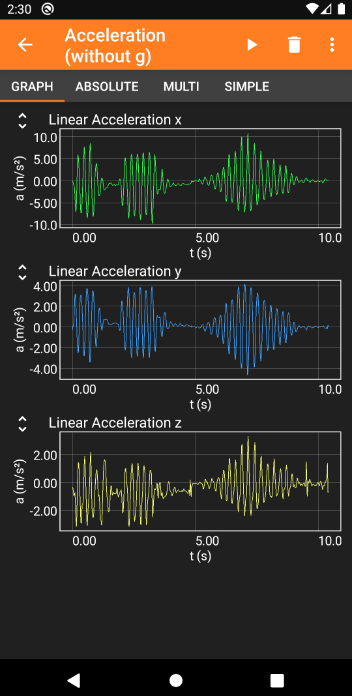 2:30
Acceleration
(without g)
GRAPH ABSOLUTE MULTI SIMPLE
Linear Acceleration x
a (m/s²)
10.0
5.00
0.00
-5.00
-10.0
0.00 5.00 10.0
t (s)
Linear Acceleration y
a (m/s²)
4.00
2.00
0.00
-2.00
-4.00
0.00 5.00 10.0
t (s)
Linear Acceleration z
a (m/s²)
2.00
0.00
-2.00
0.00 5.00 10.0
t (s)